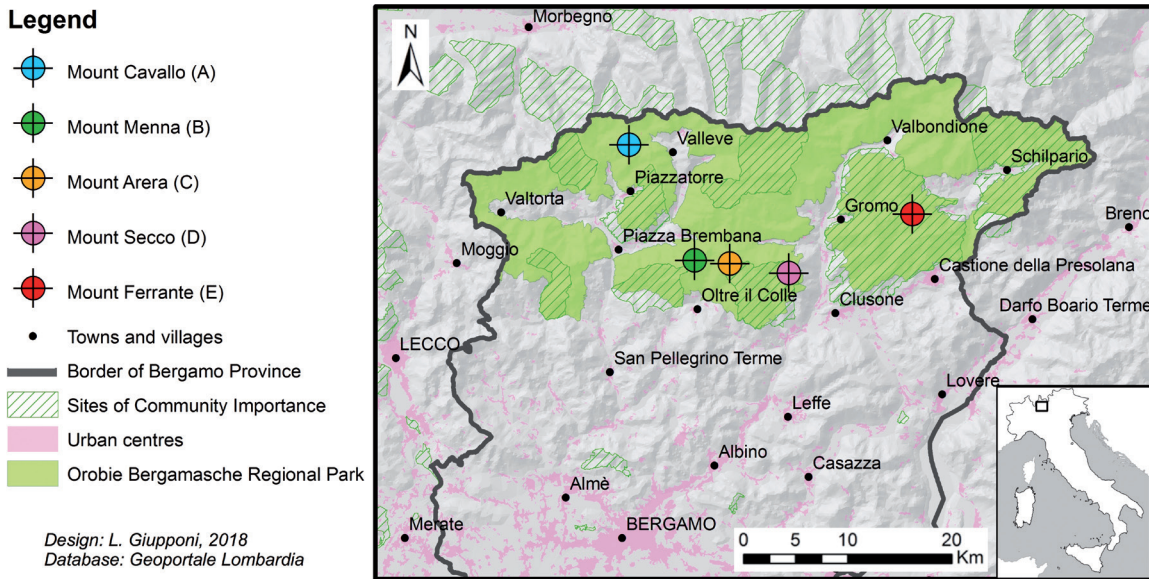 Legend
Mount Cavallo (A)
Mount Menna (B)
Mount Arera (C)
Mount Secco (D)
Mount Ferrante (E)
Towns and villages
Border of Bergamo Province
Sites of Community Importance
Urban centres
Orobie Bergamasche Regional Park
Design: L. Giupponi, 2018
Database: Geoportale Lombardia
N
Morbegno
Valleve
Valbondione
Schilpario
Piazzatorre
Valtorta
Gromo
Breno
Piazza Brembana
Moggio
Castione della Presolana
Oltre il Colle
Clusone
Darfo Boario Terme
LECCO
San Pellegrino Terme
Lovere
Leffe
Albino
Casazza
Almè
Merate
BERGAMO
0 5 10 20
Km